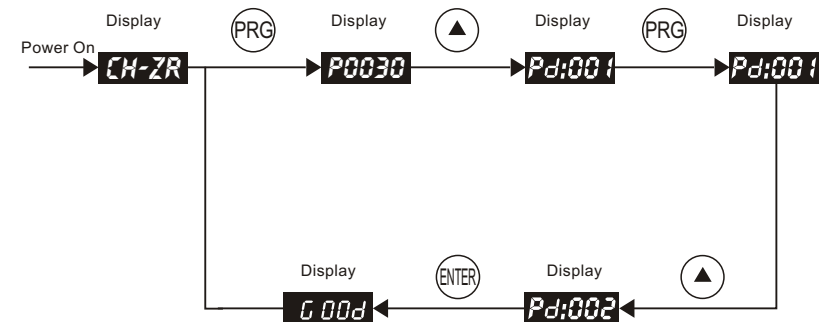 Display
Power On
CH-ZR
PRG
Display
P0030
▲
Display
Pd:001
PRG
Display
Pd:001
▲
Display
Pd:002
ENTER
Display
G00d